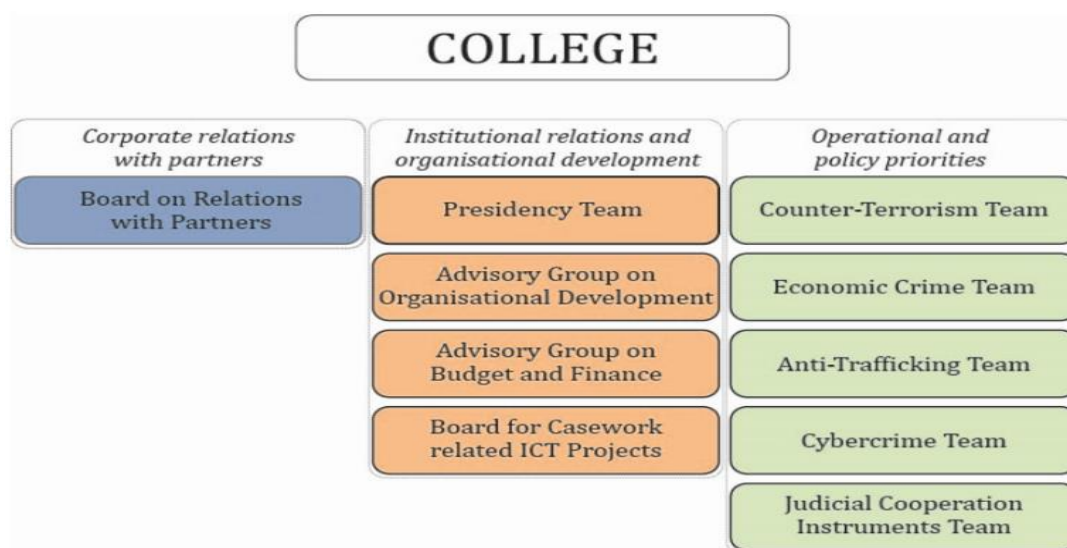 COLLEGE
Corporate relations
with partners
Board on Relations
with Partners
Institutional relations and
organisational development
Presidency Team
Advisory Group on
Organisational Development
Advisory Group on
Budget and Finance
Board for Casework
related ICT Projects
Operational and
policy priorities
Counter-Terrorism Team
Economic Crime Team
Anti-Trafficking Team
Cybercrime Team
Judicial Cooperation
Instruments Team